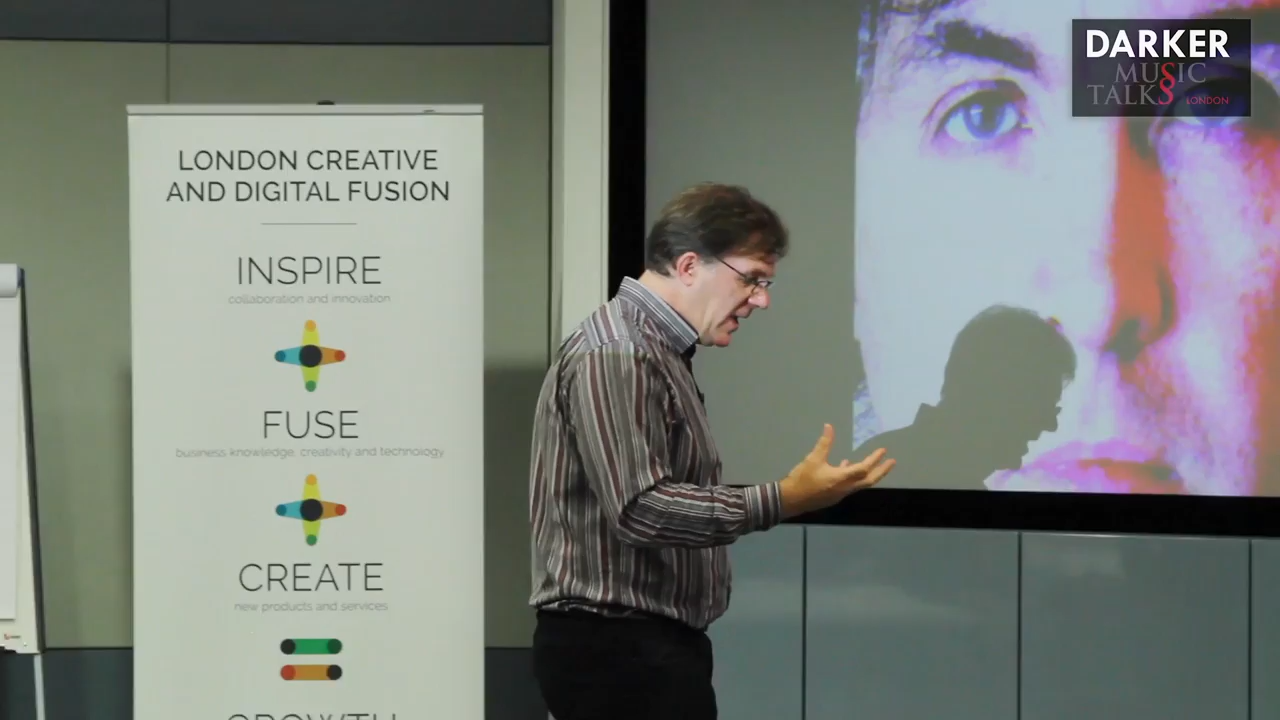 DARKER
MUSIC
TALKS LONDON
LONDON CREATIVE
AND DIGITAL FUSION
INSPIRE
collaboration and innovation
FUSE
business knowledge, creativity and technology
CREATE
new products and services
GROWTH